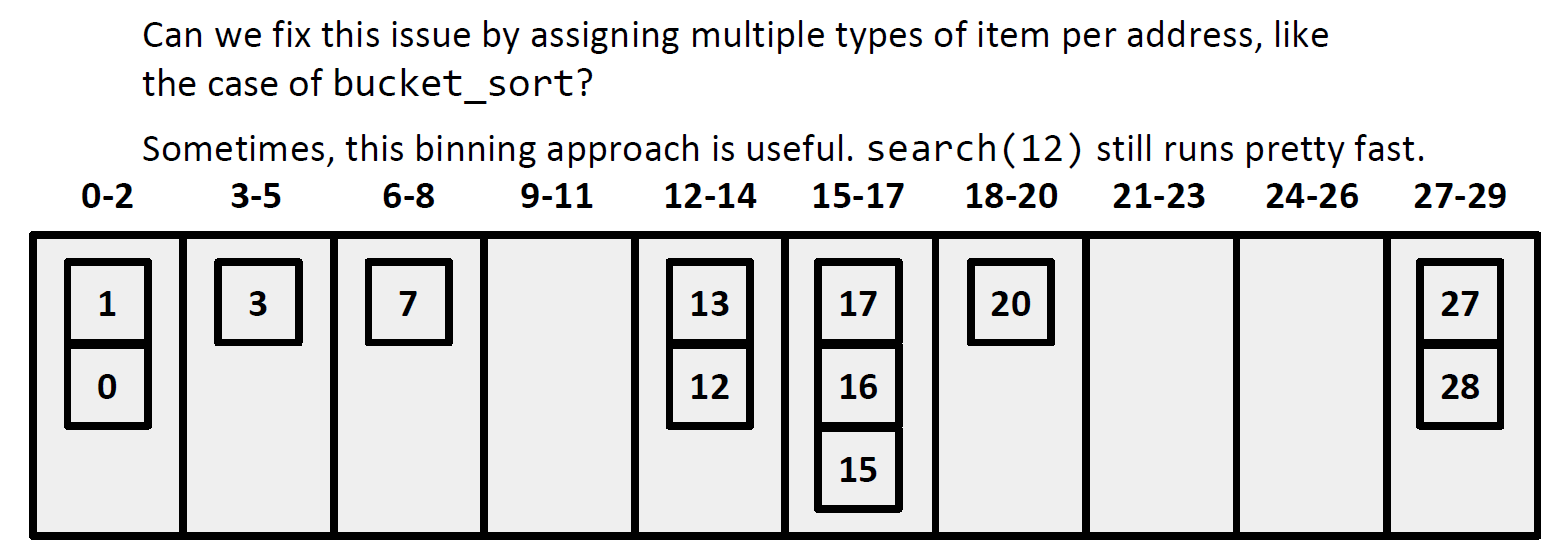 Can we fix this issue by assigning multiple types of item per address, like
the case of bucket_sort?
Sometimes, this binning approach is useful. search(12) still runs pretty fast.
0-2 3-5 6-8 9-11 12-14 15-17 18-20 21-23 24-26 27-29
1 3 7 13 17 20 27
0 12 16 28
15